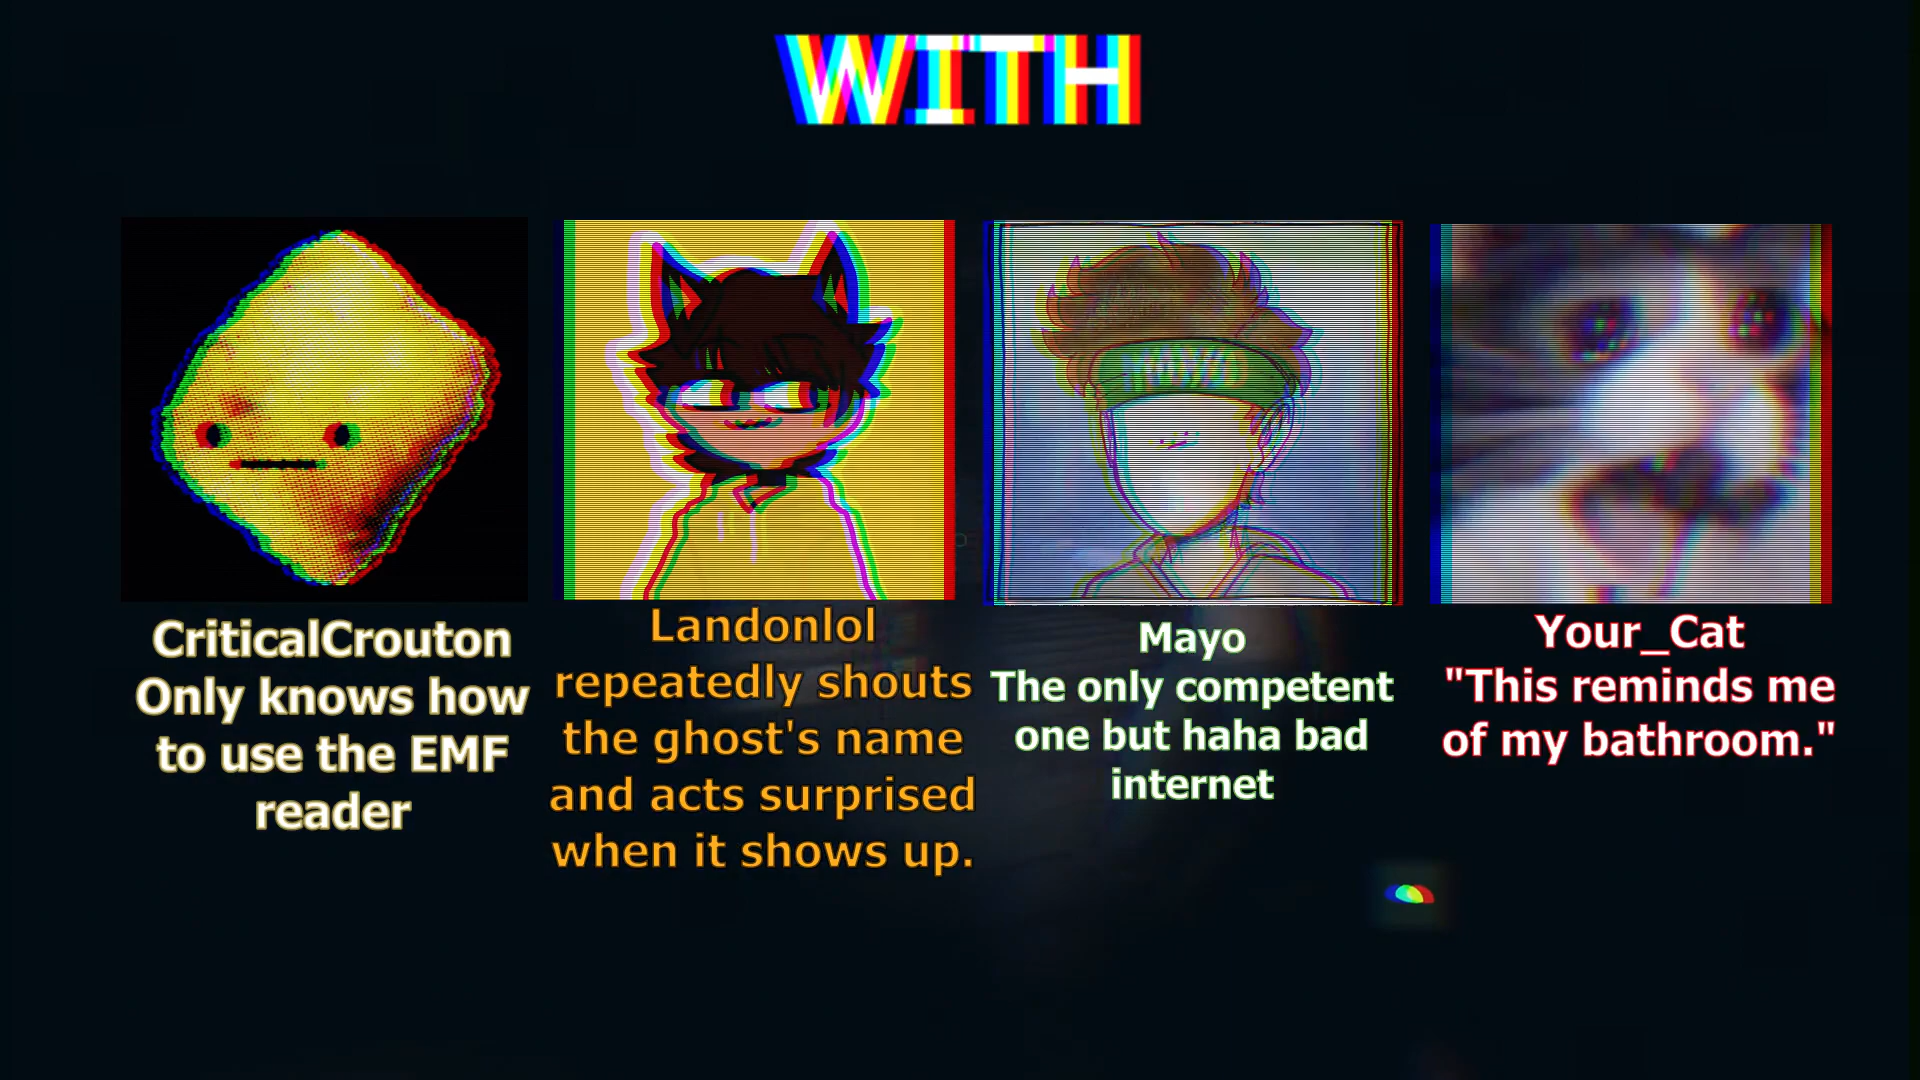 WITH
CriticalCrouton
Only knows how
to use the EMF
reader
Landonlol
repeatedly shouts
the ghost's name
and acts surprised
when it shows up.
Mayo
The only competent
one but haha bad
internet
Your_Cat
"This reminds me
of my bathroom."